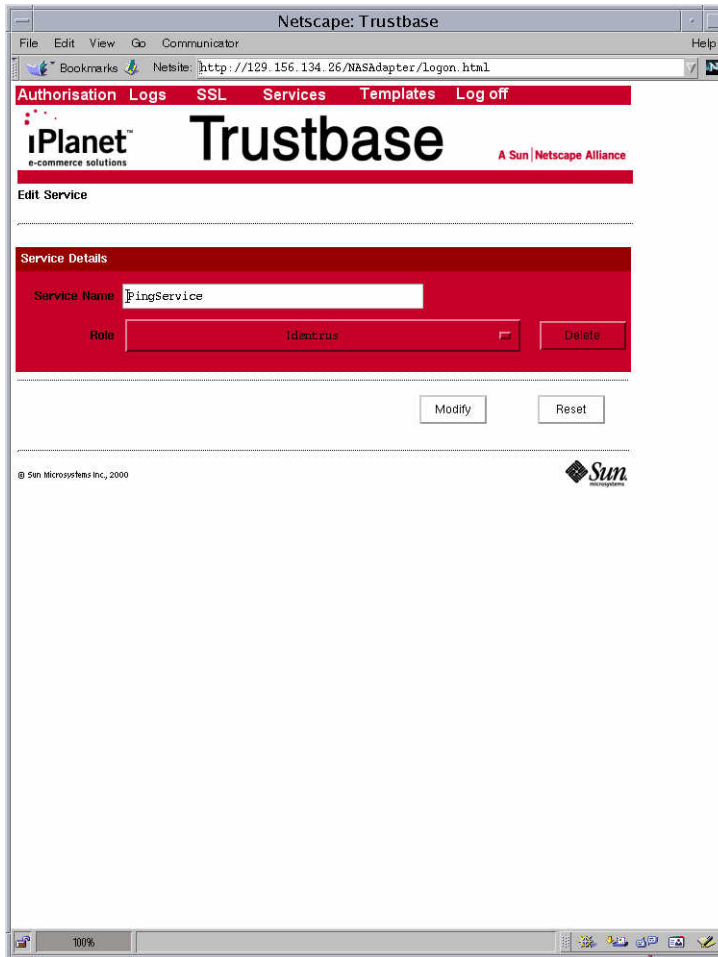 Netscape: Trustbase
File Edit View Go Communicator Help
Bookmarks Netsite: http://129.156.134.26/NASAdapter/logon.html
Authorisation Logs SSL Services Templates Log off
iPlanet™
e-commerce solutions
Trustbase
A Sun | Netscape Alliance
Edit Service
Service Details
Service Name PingService
Role Identrus Delete
Modify Reset
© Sun Microsystems Inc., 2000
Sun
microsystems
100%